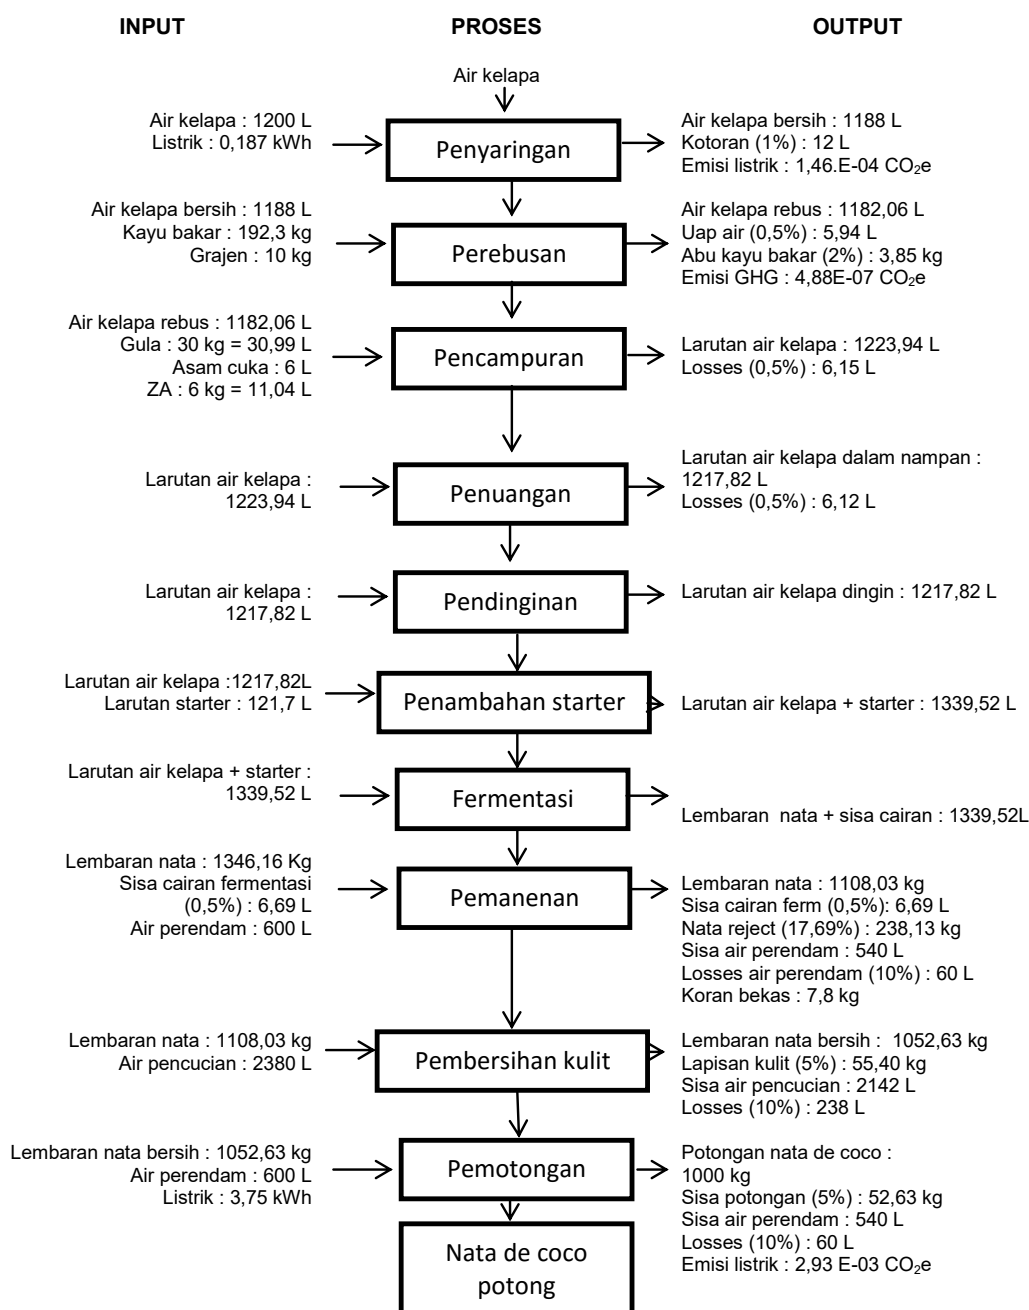 INPUT
PROSES
OUTPUT
Air kelapa
Air kelapa : 1200 L
Listrik : 0,187 kWh
Penyaringan
Air kelapa bersih : 1188 L
Kotoran (1%) : 12 L
Emisi listrik : 1,46.E-04 CO₂e
Air kelapa bersih : 1188 L
Kayu bakar : 192,3 kg
Grajen : 10 kg
Perebusan
Air kelapa rebus : 1182,06 L
Uap air (0,5%) : 5,94 L
Abu kayu bakar (2%) : 3,85 kg
Emisi GHG : 4,88E-07 CO₂e
Air kelapa rebus : 1182,06 L
Gula : 30 kg = 30,99 L
Asam cuka : 6 L
ZA : 6 kg = 11,04 L
Pencampuran
Larutan air kelapa : 1223,94 L
Losses (0,5%) : 6,15 L
Larutan air kelapa :
1223,94 L
Penuangan
Larutan air kelapa dalam nampan :
1217,82 L
Losses (0,5%) : 6,12 L
Larutan air kelapa :
1217,82 L
Pendinginan
Larutan air kelapa dingin : 1217,82 L
Larutan air kelapa :1217,82L
Larutan starter : 121,7 L
Penambahan starter
Larutan air kelapa + starter : 1339,52 L
Larutan air kelapa + starter :
1339,52 L
Fermentasi
Lembaran nata + sisa cairan : 1339,52L
Lembaran nata : 1346,16 Kg
Sisa cairan fermentasi
(0,5%) : 6,69 L
Air perendam : 600 L
Pemanenan
Lembaran nata : 1108,03 kg
Sisa cairan ferm (0,5%): 6,69 L
Nata reject (17,69%) : 238,13 kg
Sisa air perendam : 540 L
Losses air perendam (10%) : 60 L
Koran bekas : 7,8 kg
Lembaran nata : 1108,03 kg
Air pencucian : 2380 L
Pembersihan kulit
Lembaran nata bersih : 1052,63 kg
Lapisan kulit (5%) : 55,40 kg
Sisa air pencucian : 2142 L
Losses (10%) : 238 L
Lembaran nata bersih : 1052,63 kg
Air perendam : 600 L
Listrik : 3,75 kWh
Pemotongan
Potongan nata de coco :
1000 kg
Sisa potongan (5%) : 52,63 kg
Sisa air perendam : 540 L
Losses (10%) : 60 L
Emisi listrik : 2,93 E-03 CO₂e
Nata de coco
potong